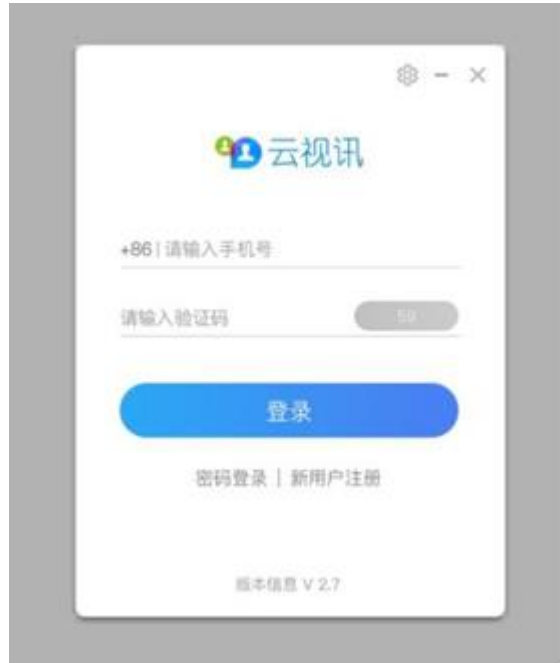 云视讯
+86 | 请输入手机号
请输入验证码 59
登录
密码登录 | 新用户注册
版本信息 V 2.7